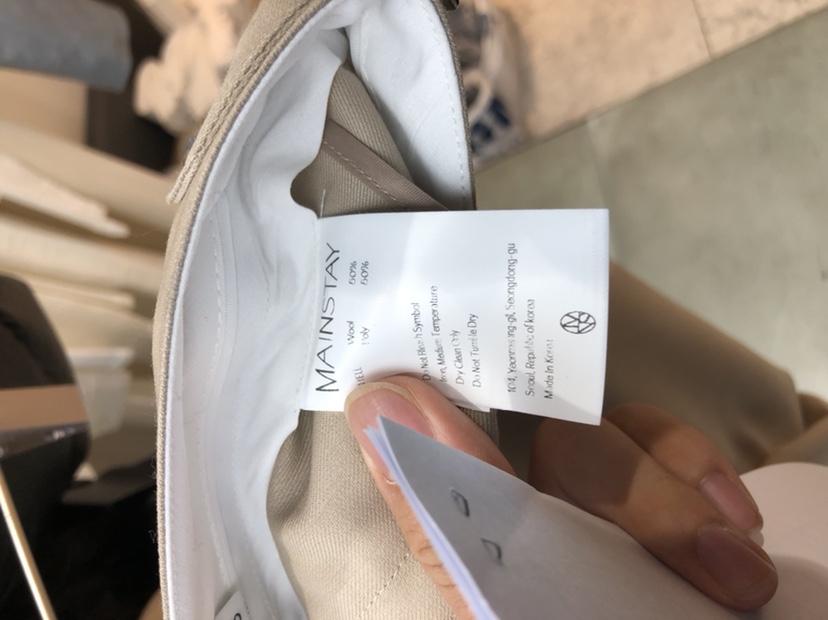 MAINSTAY
Wool 50%
Poly 50%
Do Not Bleach Symbol
Iron, Medium Temperature
Dry Clean Only
Do Not Tumble Dry
Seongdong-gu
Seoul, Republic of korea
Made In Korea